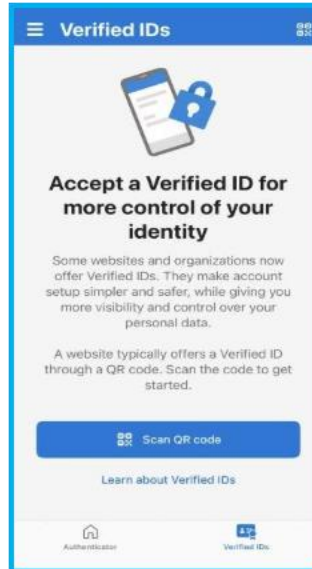 Verified IDs
Accept a Verified ID for
more control of your
identity
Some websites and organizations now
offer Verified IDs. They make account
setup simpler and safer, while giving you
more visibility and control over your
personal data.
A website typically offers a Verified ID
through a QR code. Scan the code to get
started.
Scan QR code
Learn about Verified IDs
Authenticator
Verified IDs